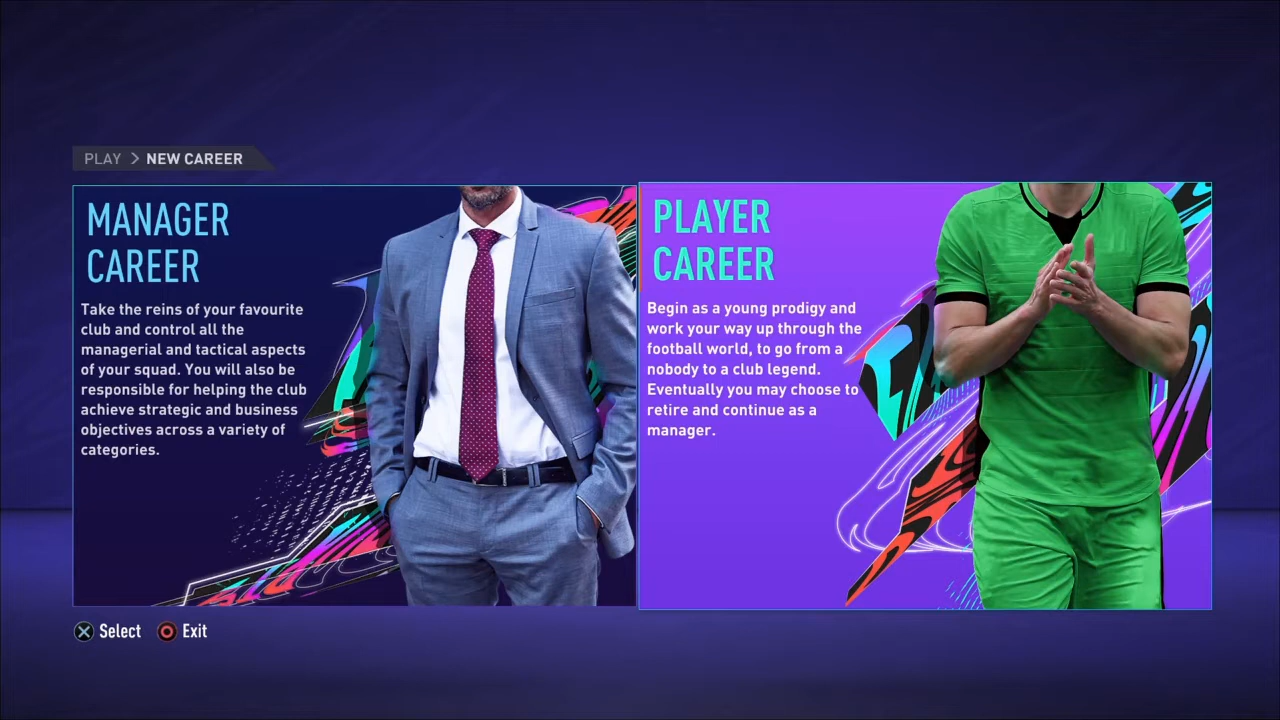 PLAY > NEW CAREER
MANAGER
CAREER
Take the reins of your favourite
club and control all the
managerial and tactical aspects
of your squad. You will also be
responsible for helping the club
achieve strategic and business
objectives across a variety of
categories.
PLAYER
CAREER
Begin as a young prodigy and
work your way up through the
football world, to go from a
nobody to a club legend.
Eventually you may choose to
retire and continue as a
manager.
Select Exit